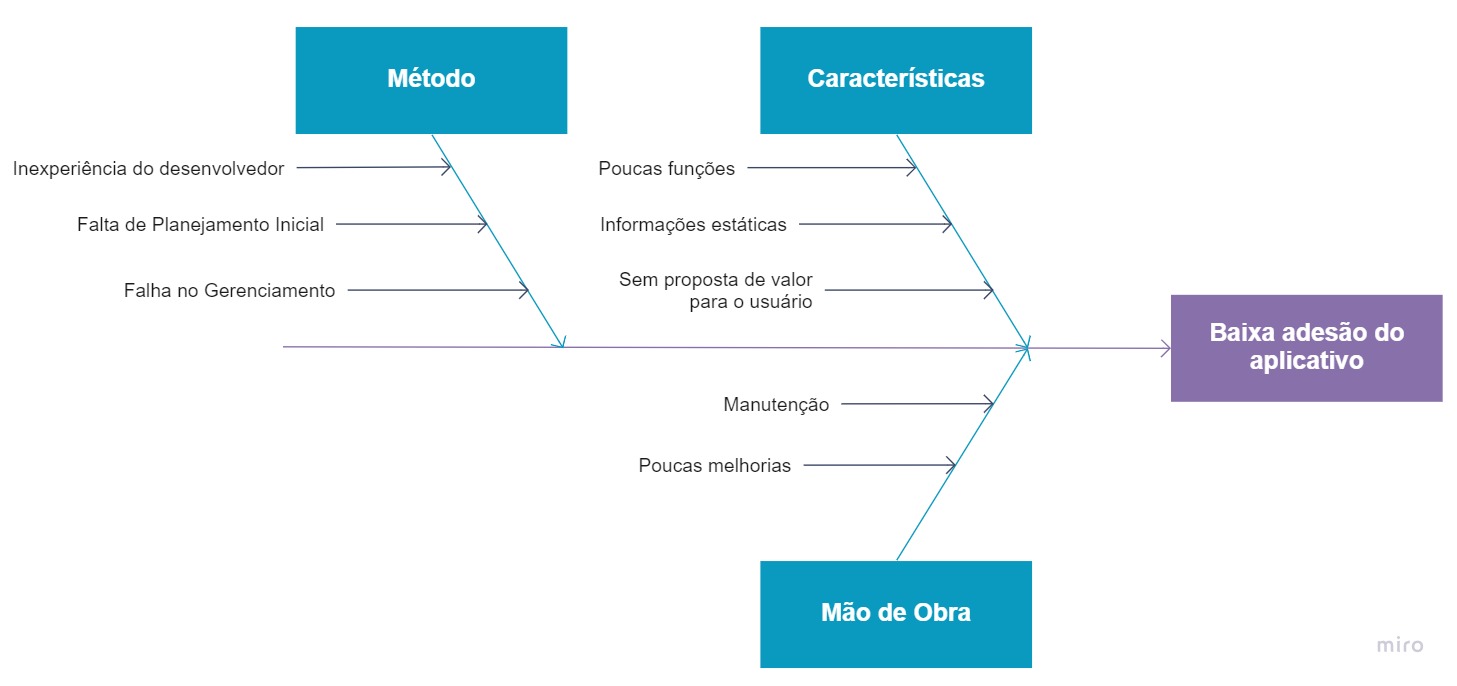 Método
Características
Inexperiência do desenvolvedor
Falta de Planejamento Inicial
Falha no Gerenciamento
Poucas funções
Informações estáticas
Sem proposta de valor
para o usuário
Baixa adesão do
aplicativo
Manutenção
Poucas melhorias
Mão de Obra
miro